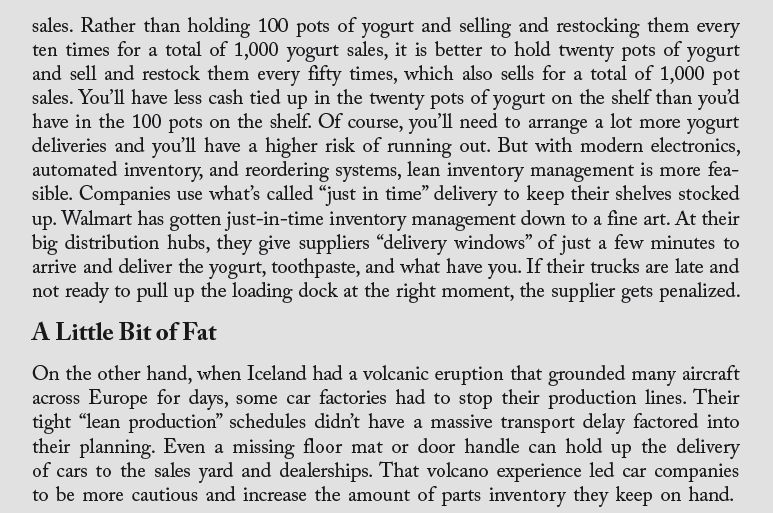 sales. Rather than holding 100 pots of yogurt and selling and restocking them every
ten times for a total of 1,000 yogurt sales, it is better to hold twenty pots of yogurt
and sell and restock them every fifty times, which also sells for a total of 1,000 pot
sales. You’ll have less cash tied up in the twenty pots of yogurt on the shelf than you’d
have in the 100 pots on the shelf. Of course, you’ll need to arrange a lot more yogurt
deliveries and you’ll have a higher risk of running out. But with modern electronics,
automated inventory, and reordering systems, lean inventory management is more fea-
sible. Companies use what’s called “just in time” delivery to keep their shelves stocked
up. Walmart has gotten just-in-time inventory management down to a fine art. At their
big distribution hubs, they give suppliers “delivery windows” of just a few minutes to
arrive and deliver the yogurt, toothpaste, and what have you. If their trucks are late and
not ready to pull up the loading dock at the right moment, the supplier gets penalized.
A Little Bit of Fat
On the other hand, when Iceland had a volcanic eruption that grounded many aircraft
across Europe for days, some car factories had to stop their production lines. Their
tight “lean production” schedules didn’t have a massive transport delay factored into
their planning. Even a missing floor mat or door handle can hold up the delivery
of cars to the sales yard and dealerships. That volcano experience led car companies
to be more cautious and increase the amount of parts inventory they keep on hand.